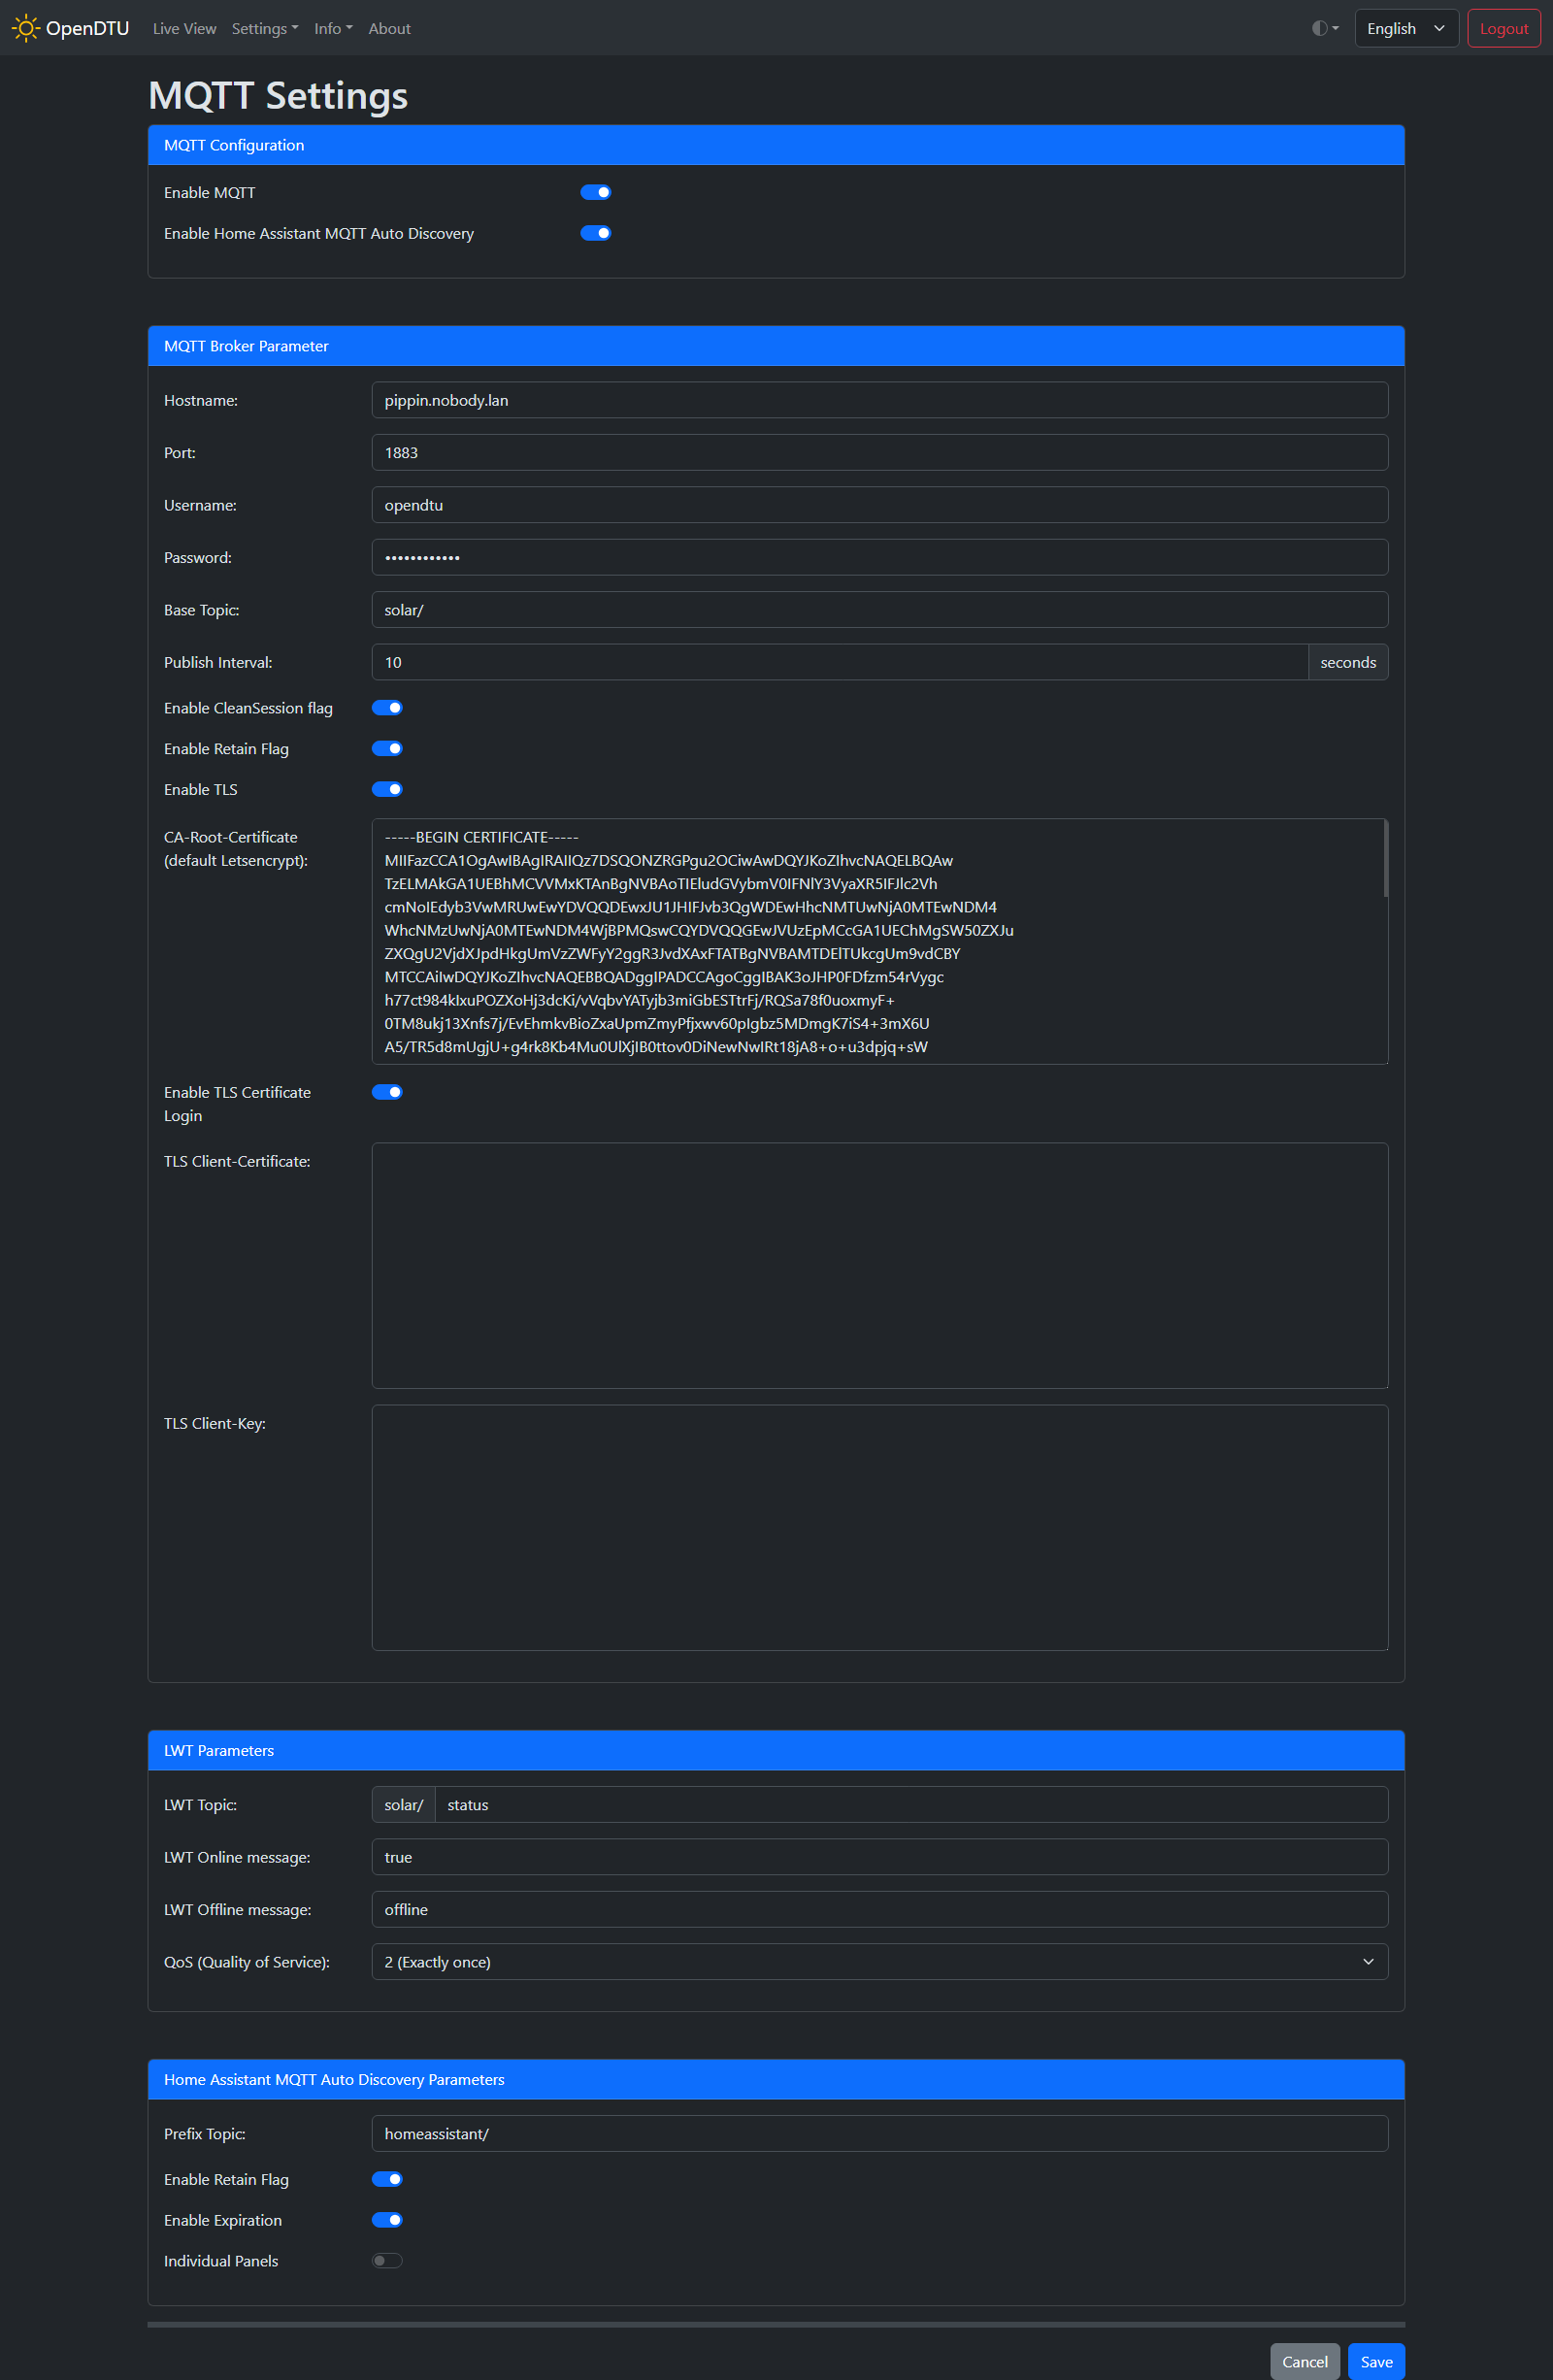 OpenDTU Live View Settings Info About English Logout
MQTT Settings
MQTT Configuration
Enable MQTT
Enable Home Assistant MQTT Auto Discovery
MQTT Broker Parameter
Hostname: pippin.nobody.lan
Port: 1883
Username: opendtu
Password: ••••••••••••
Base Topic: solar/
Publish Interval: 10 seconds
Enable CleanSession flag
Enable Retain Flag
Enable TLS
CA-Root-Certificate
(default Letsencrypt):
-----BEGIN CERTIFICATE-----
MIIFazCCA1OgAwIBAgIRAIIQz7DSQONZRGPgu2OCiwAwDQYJKoZIhvcNAQELBQAw
TzELMAkGA1UEBhMCVVMxKTAnBgNVBAoTIEludGVybmV0IFNlY3VyaXR5IFJlc2Vh
cmNoIEdyb3VwMRUwEwYDVQQDEwxJU1JHIFJvb3QgWDEwHhcNMTUwNjA0MTEwNDM4
WhcNMzUwNjA0MTEwNDM4WjBPMQswCQYDVQQGEwJVUzEpMCcGA1UEChMgSW50ZXJu
ZXQgU2VjdXJpdHkgUmVzZWFyY2ggR3JvdXAxFTATBgNVBAMTDElTUkcgUm9vdCBY
MTCCAiIwDQYJKoZIhvcNAQEBBQADggIPADCCAgoCggIBAK3oJHP0FDfzm54rVygc
h77ct984kIxuPOZXoHj3dcKi/vVqbvYATyjb3miGbESTtrFj/RQSa78f0uoxmyF+
0TM8ukj13Xnfs7j/EvEhmkvBioZxaUpmZmyPfjxwv60pIgbz5MDmgK7iS4+3mX6U
A5/TR5d8mUgjU+g4rk8Kb4Mu0UlXjIB0ttov0DiNewNwIRt18jA8+o+u3dpjq+sW
Enable TLS Certificate
Login
TLS Client-Certificate:
TLS Client-Key:
LWT Parameters
LWT Topic: solar/ status
LWT Online message: true
LWT Offline message: offline
QoS (Quality of Service): 2 (Exactly once)
Home Assistant MQTT Auto Discovery Parameters
Prefix Topic: homeassistant/
Enable Retain Flag
Enable Expiration
Individual Panels
Cancel Save